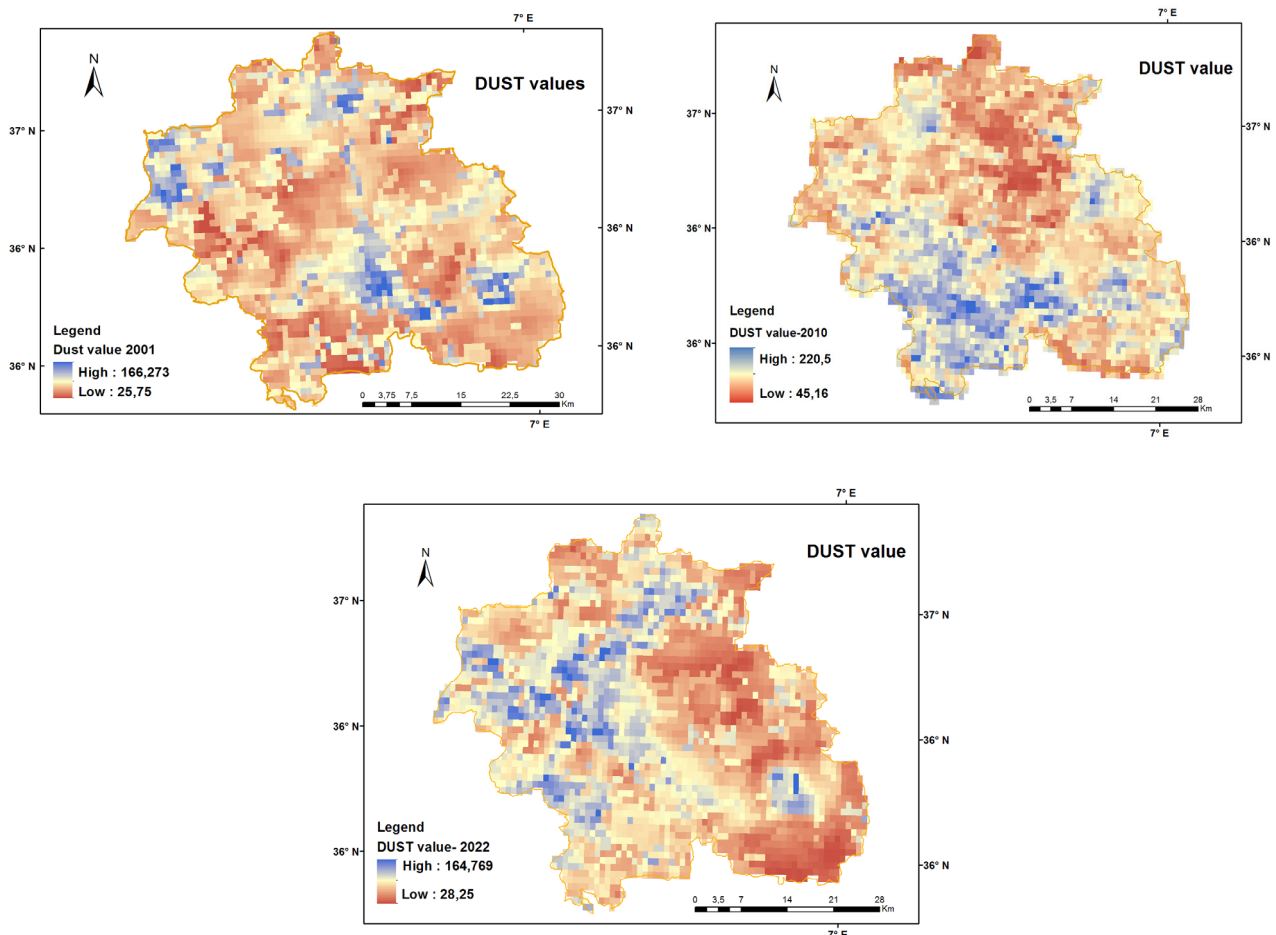 7° E
N
DUST values
37° N
37° N
36° N
36° N
Legend
Dust value 2001
High : 166,273
Low : 25,75
36° N
36° N
0 3,75 7,5 15 22,5 30
Km
7° E
7° E
N
DUST value
37° N
37° N
36° N
36° N
Legend
DUST value-2010
High : 220,5
Low : 45,16
36° N
36° N
0 3,5 7 14 21 28
Km
7° E
7° E
N
DUST value
37° N
37° N
36° N
36° N
Legend
DUST value- 2022
High : 164,769
Low : 28,25
36° N
36° N
0 3,5 7 14 21 28
Km
7° E